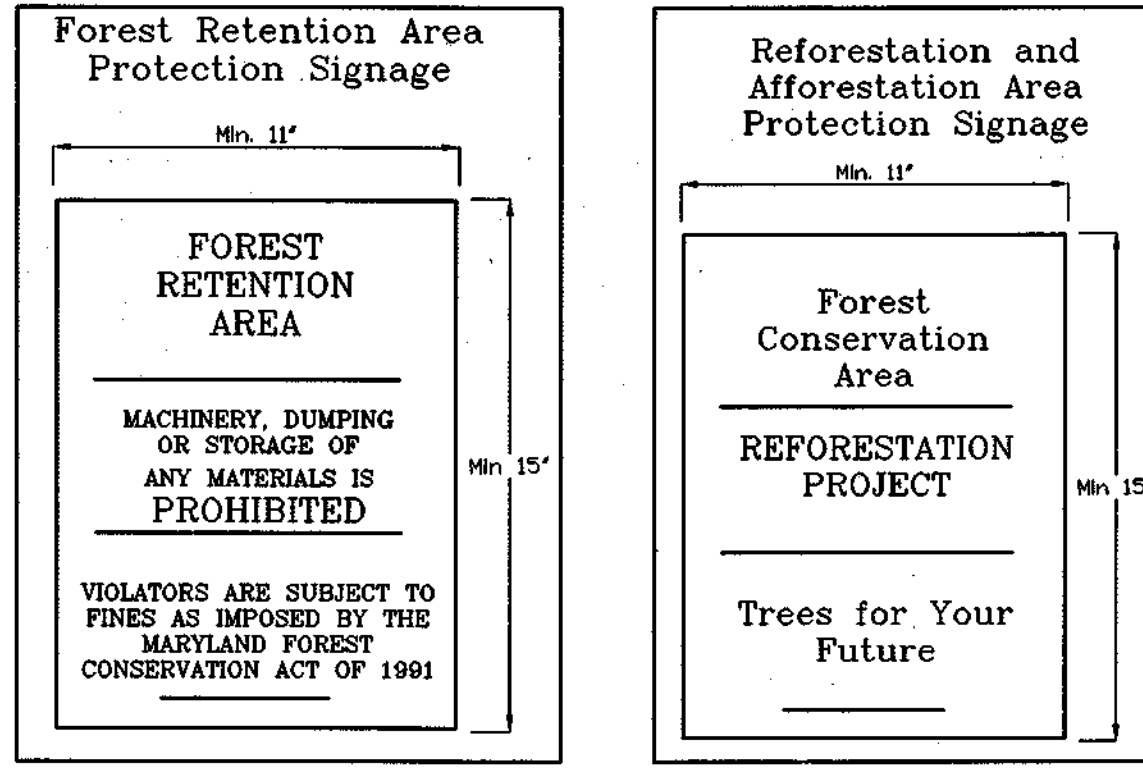 Forest Retention Area
Protection Signage
Min. 11"
FOREST
RETENTION
AREA
MACHINERY, DUMPING
OR STORAGE OF
ANY MATERIALS IS
PROHIBITED
Min 15"
VIOLATORS ARE SUBJECT TO
FINES AS IMPOSED BY THE
MARYLAND FOREST
CONSERVATION ACT OF 1991
Reforestation and
Afforestation Area
Protection Signage
Min. 11"
Forest
Conservation
Area
REFORESTATION
PROJECT
Min 15
Trees for Your
Future